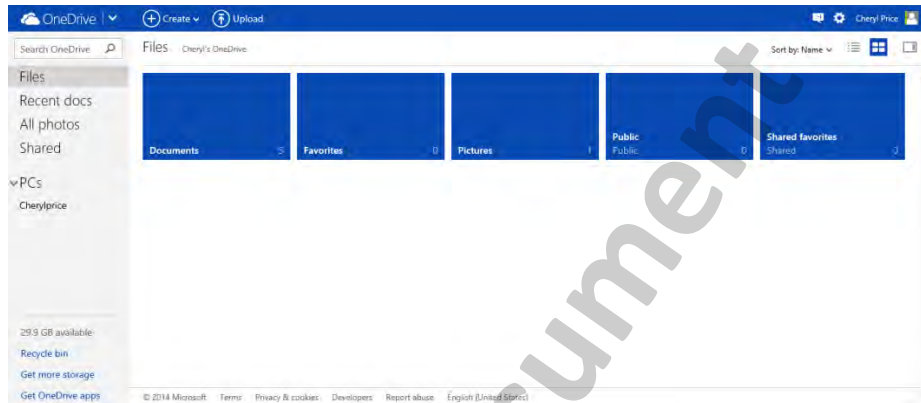 OneDrive
Create
Upload
Cheryl Price
Search OneDrive
Files
Cheryl's OneDrive
Sort by: Name
Files
Recent docs
All photos
Shared
PCs
Cherylprice
Documents 5
Favorites 0
Pictures 1
Public
Public 0
Shared favorites
Shared 0
29.9 GB available
Recycle bin
Get more storage
Get OneDrive apps
© 2014 Microsoft Terms Privacy & cookies Developers Report abuse English (United States)
ument